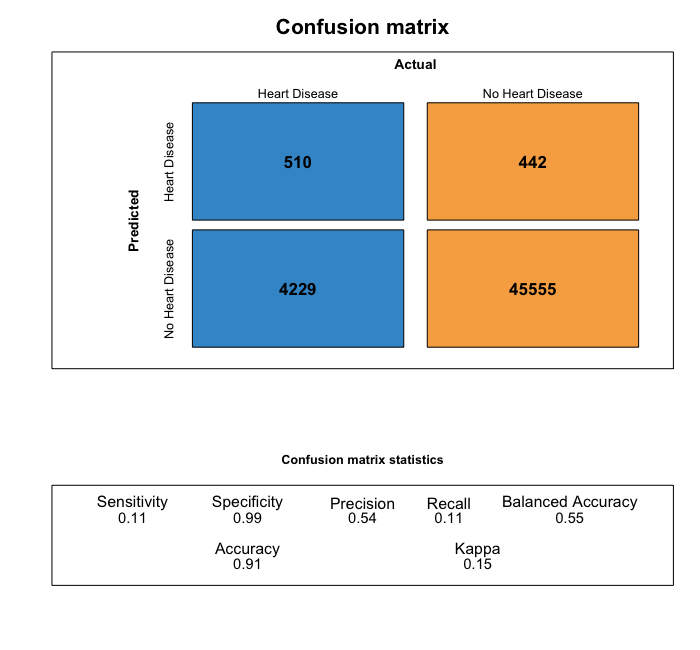 Confusion matrix
Actual
Heart Disease No Heart Disease
Predicted
Heart Disease
510 442
No Heart Disease
4229 45555
Confusion matrix statistics
Sensitivity Specificity Precision Recall Balanced Accuracy
0.11 0.99 0.54 0.11 0.55
Accuracy Kappa
0.91 0.15